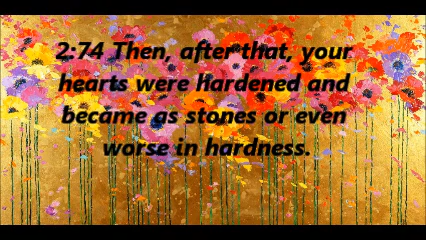 2:74 Then, after that, your
hearts were hardened and
became as stones or even
worse in hardness.